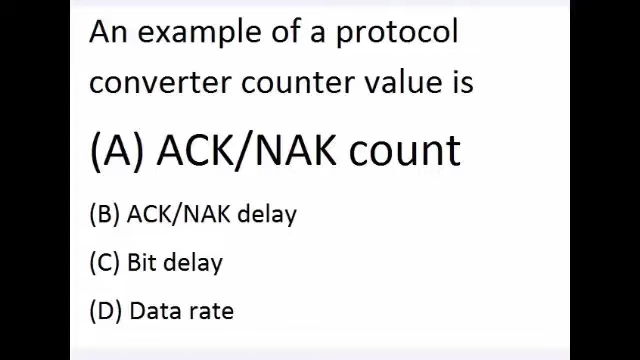 An example of a protocol
converter counter value is
(A) ACK/NAK count
(B) ACK/NAK delay
(C) Bit delay
(D) Data rate